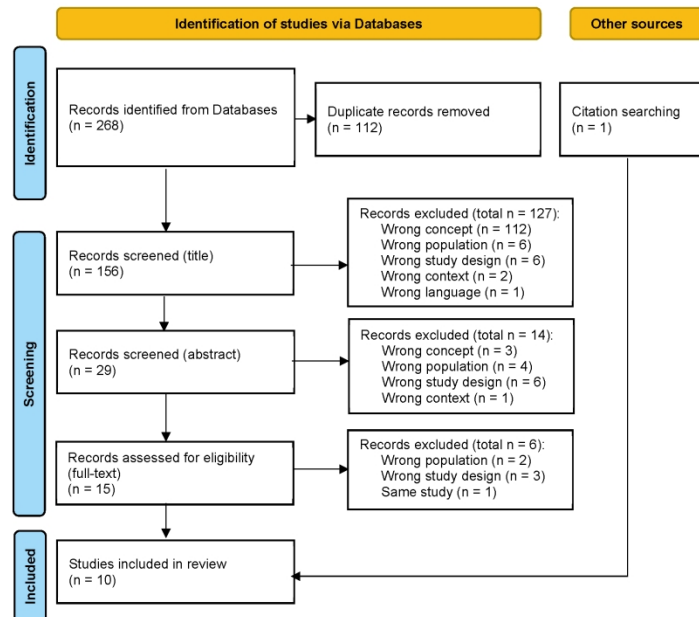 Identification of studies via Databases
Other sources
Identification
Records identified from Databases
(n = 268)
Duplicate records removed
(n = 112)
Citation searching
(n = 1)
Screening
Records screened (title)
(n = 156)
Records excluded (total n = 127):
Wrong concept (n = 112)
Wrong population (n = 6)
Wrong study design (n = 6)
Wrong context (n = 2)
Wrong language (n = 1)
Records screened (abstract)
(n = 29)
Records excluded (total n = 14):
Wrong concept (n = 3)
Wrong population (n = 4)
Wrong study design (n = 6)
Wrong context (n = 1)
Records assessed for eligibility
(full-text)
(n = 15)
Records excluded (total n = 6):
Wrong population (n = 2)
Wrong study design (n = 3)
Same study (n = 1)
Included
Studies included in review
(n = 10)